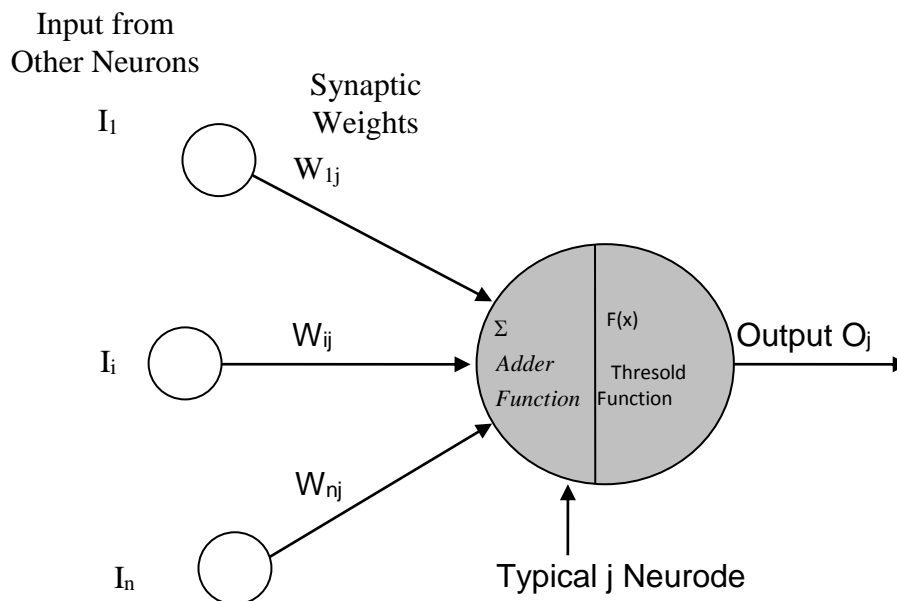 Input from
Other Neurons
Synaptic
Weights
I₁
W₁ⱼ
Iᵢ
Wᵢⱼ
Σ
Adder
Function
F(x)
Thresold
Function
Output Oⱼ
Wₙⱼ
Iₙ
Typical j Neurode